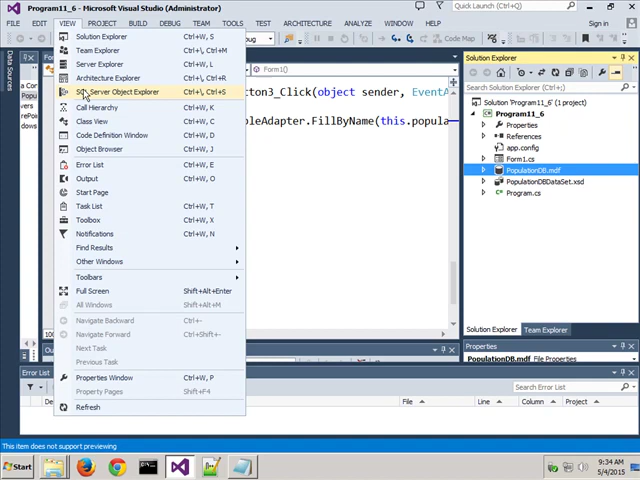 Program11_6 - Microsoft Visual Studio (Administrator)
Quick Launch (Ctrl+Q)
FILE EDIT VIEW PROJECT BUILD DEBUG TEAM TOOLS
TEST ARCHITECTURE ANALYZE WINDOW HELP
Sign in
Data Sources
Solution Explorer Ctrl+W, S
Team Explorer Ctrl+\, Ctrl+M
Server Explorer Ctrl+W, L
Architecture Explorer Ctrl+\, Ctrl+R
SQL Server Object Explorer Ctrl+\, Ctrl+S
Call Hierarchy Ctrl+W, K
Class View Ctrl+W, C
Code Definition Window Ctrl+W, D
Object Browser Ctrl+W, J
Error List Ctrl+W, E
Output Ctrl+W, O
Start Page
Task List Ctrl+W, T
Toolbox Ctrl+W, X
Notifications Ctrl+W, N
Find Results
Other Windows
Toolbars
Full Screen Shift+Alt+Enter
All Windows Shift+Alt+M
Navigate Backward Ctrl+-
Navigate Forward Ctrl+Shift+-
Next Task
Previous Task
Properties Window Ctrl+W, P
Property Pages Shift+F4
Refresh
Form1()
ton3_Click(object sender, EventA
leAdapter.FillByName(this.popula
Solution Explorer
Search Solution Explorer (Ctrl+;)
Solution 'Program11_6' (1 project)
Program11_6
Properties
References
app.config
Form1.cs
PopulationDB.mdf
PopulationDBDataSet.xsd
Program.cs
Solution Explorer Team Explorer
Properties
PopulationDB.mdf File Properties
100
Out
Error List
Search Error List
De
File Line Column Project
This item does not support previewing
Start
9:34 AM
5/4/2015